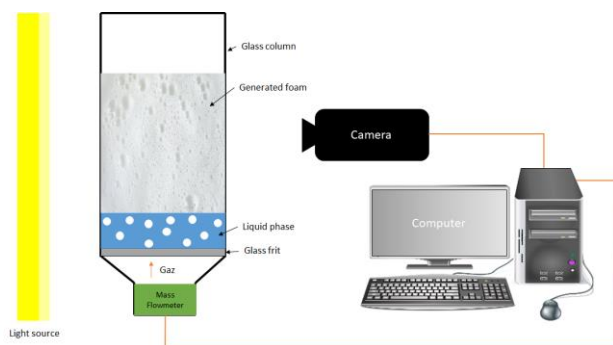 Glass column
Generated foam
Camera
Computer
Liquid phase
Glass frit
Gaz
Mass
Flowmeter
Light source